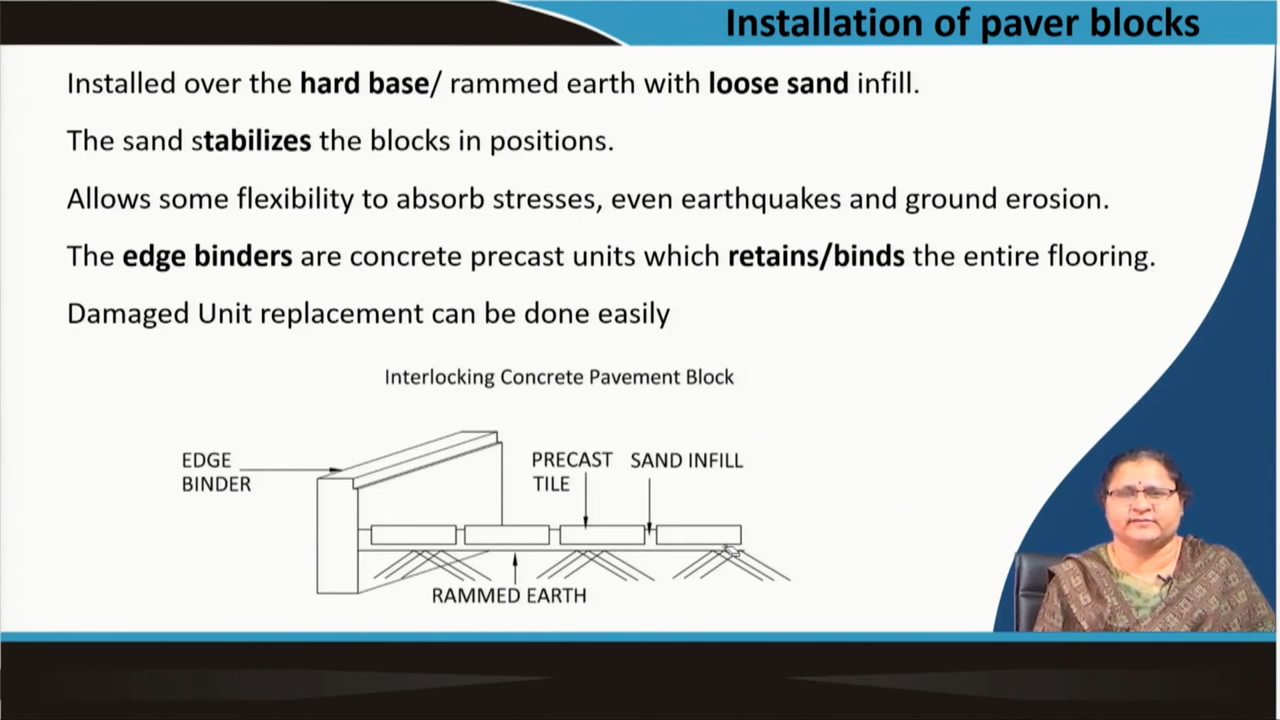 Installation of paver blocks
Installed over the hard base/ rammed earth with loose sand infill.
The sand stabilizes the blocks in positions.
Allows some flexibility to absorb stresses, even earthquakes and ground erosion.
The edge binders are concrete precast units which retains/binds the entire flooring.
Damaged Unit replacement can be done easily
Interlocking Concrete Pavement Block
EDGE
BINDER
PRECAST
TILE
SAND INFILL
RAMMED EARTH